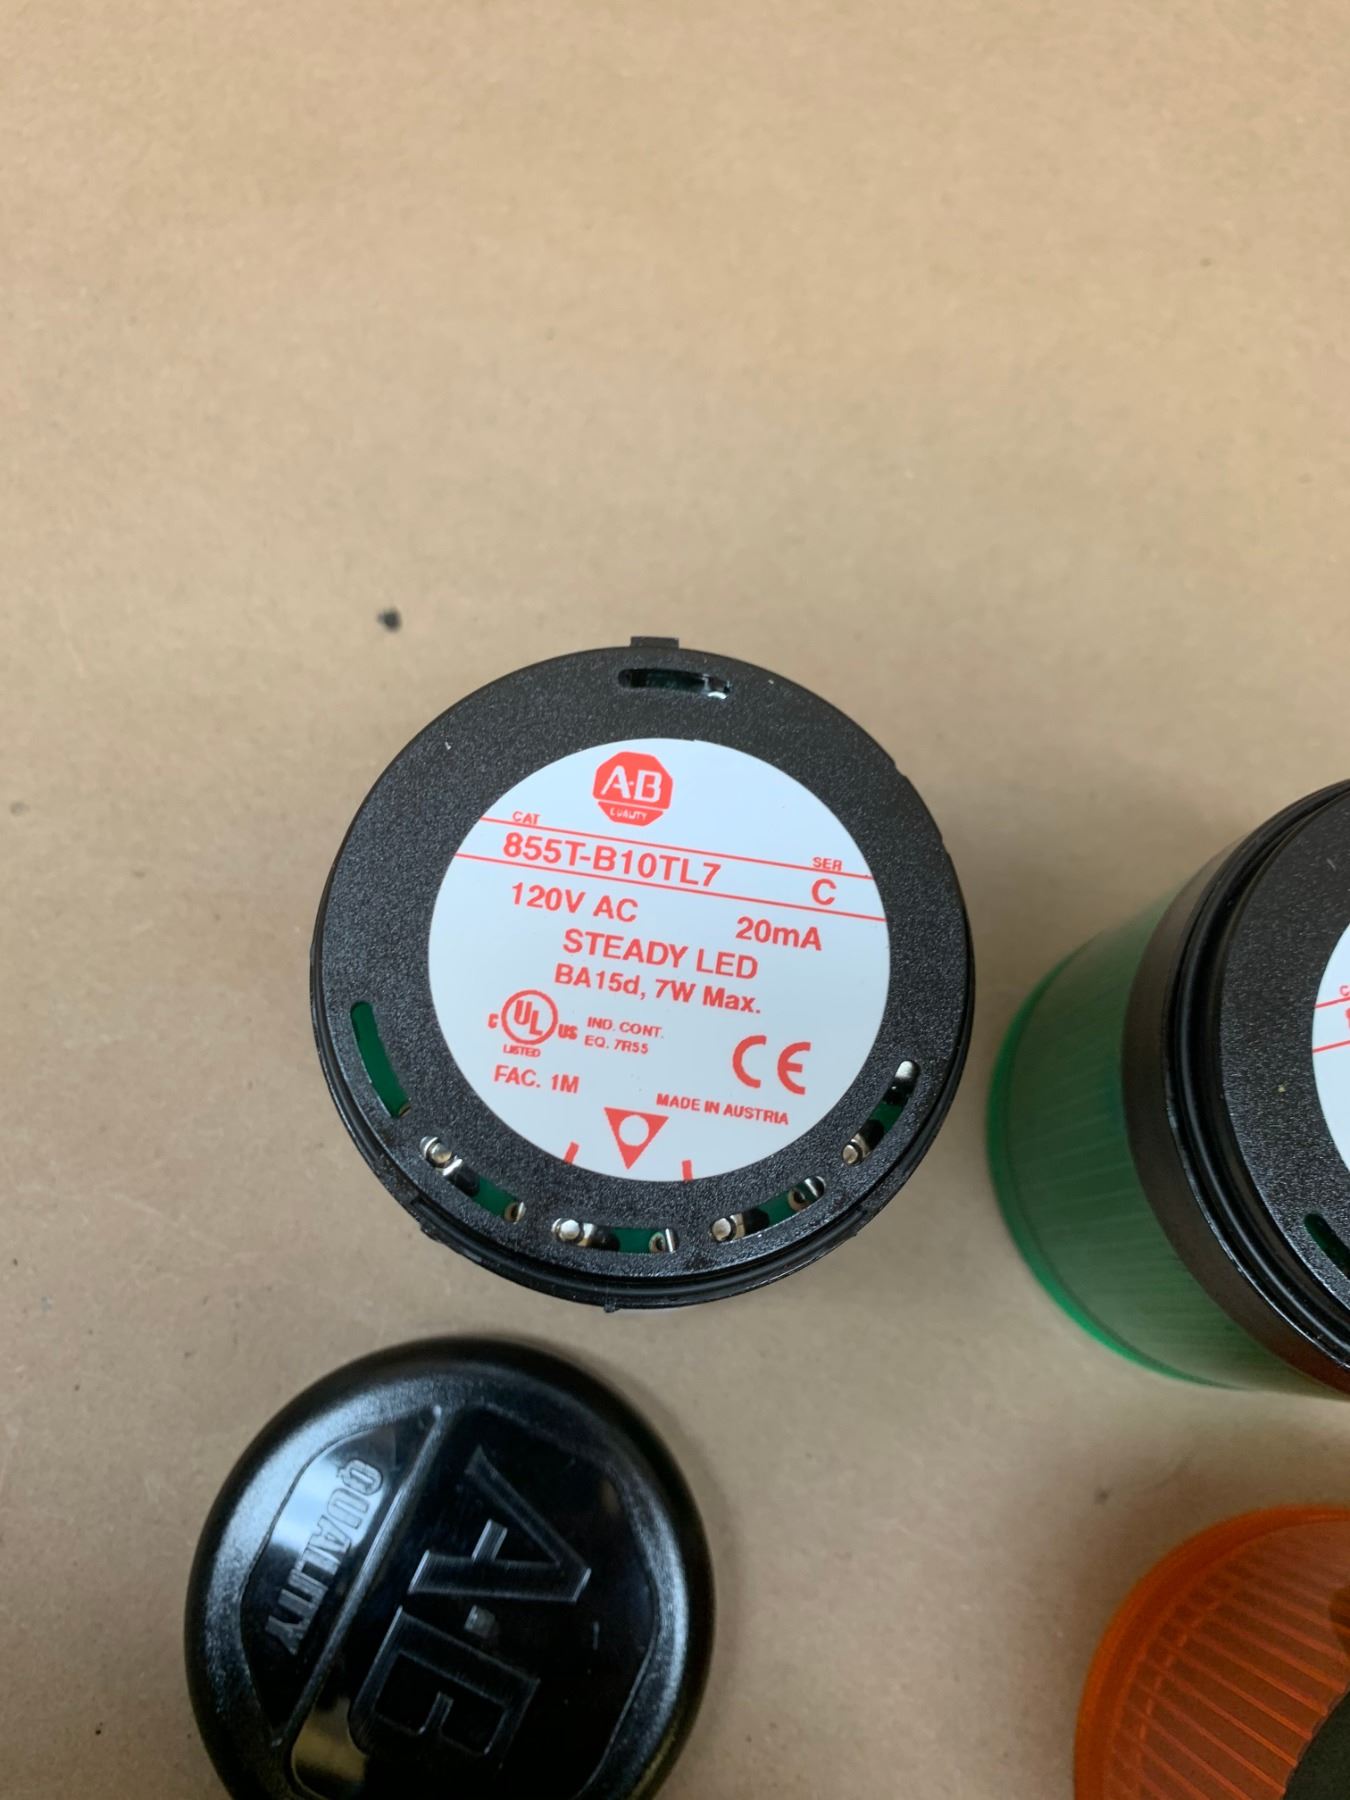 A-B
QUALITY
CAT
SER
855T-B10TL7
C
120V AC
20mA
STEADY LED
BA15d, 7W Max.
C UL US
LISTED
IND. CONT.
EQ. 7R55
CE
FAC. 1M
MADE IN AUSTRIA
A·B
QUALITY